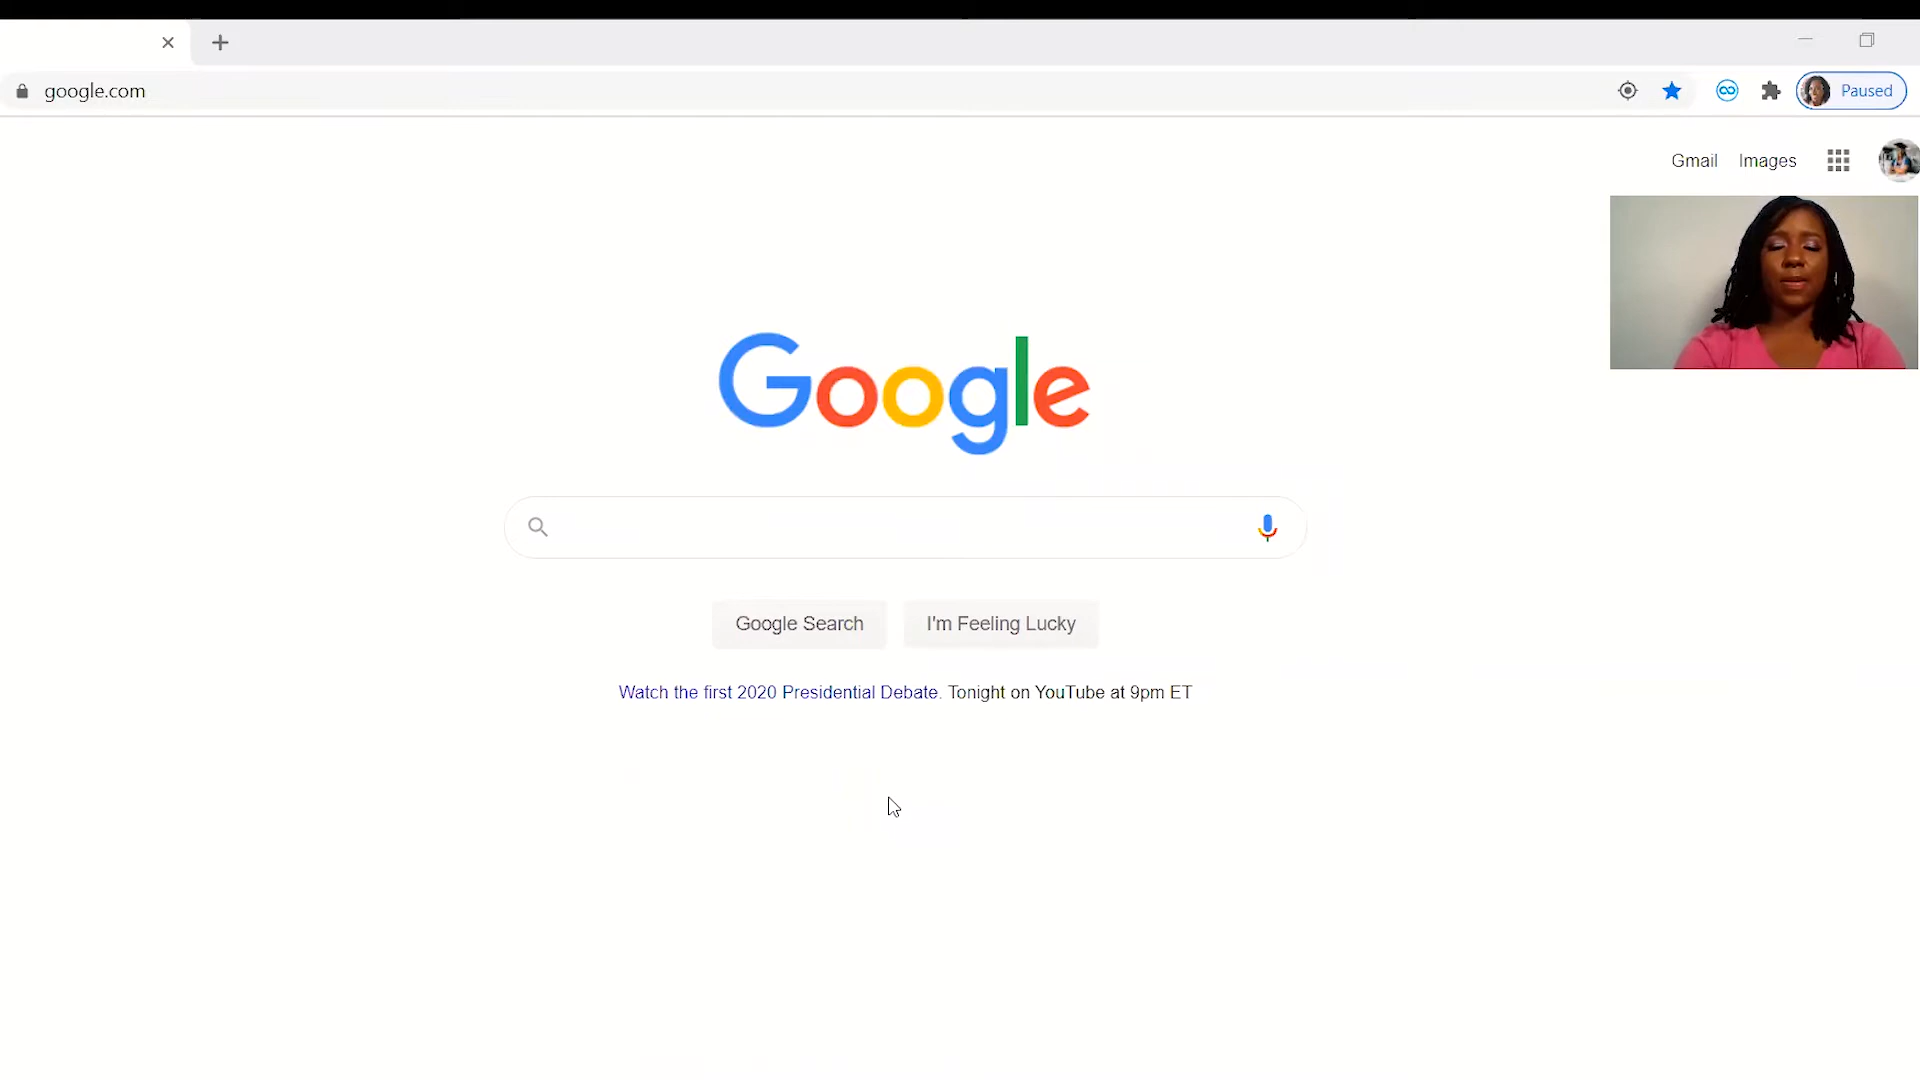 google.com
Paused
Gmail Images
Google
Google Search I'm Feeling Lucky
Watch the first 2020 Presidential Debate. Tonight on YouTube at 9pm ET